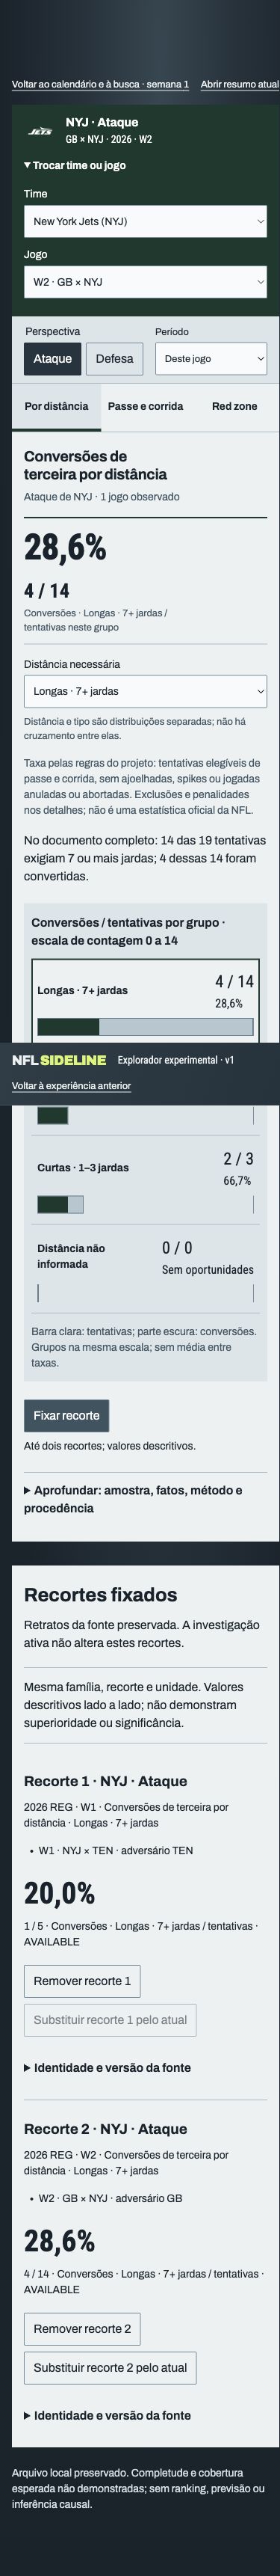 Voltar ao calendário e à busca · semana 1
Abrir resumo atual
JETS
NYJ · Ataque
GB × NYJ · 2026 · W2
▼ Trocar time ou jogo
Time
New York Jets (NYJ)
Jogo
W2 · GB × NYJ
Perspectiva
Ataque
Defesa
Período
Deste jogo
Por distância
Passe e corrida
Red zone
Conversões de
terceira por distância
Ataque de NYJ · 1 jogo observado
28,6%
4 / 14
Conversões · Longas · 7+ jardas /
tentativas neste grupo
Distância necessária
Longas · 7+ jardas
Distância e tipo são distribuições separadas; não há
cruzamento entre elas.
Taxa pelas regras do projeto: tentativas elegíveis de
passe e corrida, sem ajoelhadas, spikes ou jogadas
anuladas ou abortadas. Exclusões e penalidades
nos detalhes; não é uma estatística oficial da NFL.
No documento completo: 14 das 19 tentativas
exigiam 7 ou mais jardas; 4 dessas 14 foram
convertidas.
Conversões / tentativas por grupo ·
escala de contagem 0 a 14
Longas · 7+ jardas
4 / 14
28,6%
NFL SIDELINE
Explorador experimental · v1
Voltar à experiência anterior
Curtas · 1–3 jardas
2 / 3
66,7%
Distância não
informada
0 / 0
Sem oportunidades
Barra clara: tentativas; parte escura: conversões.
Grupos na mesma escala; sem média entre
taxas.
Fixar recorte
Até dois recortes; valores descritivos.
▶ Aprofundar: amostra, fatos, método e
procedência
Recortes fixados
Retratos da fonte preservada. A investigação
ativa não altera estes recortes.
Mesma família, recorte e unidade. Valores
descritivos lado a lado; não demonstram
superioridade ou significância.
Recorte 1 · NYJ · Ataque
2026 REG · W1 · Conversões de terceira por
distância · Longas · 7+ jardas
• W1 · NYJ × TEN · adversário TEN
20,0%
1 / 5 · Conversões · Longas · 7+ jardas / tentativas ·
AVAILABLE
Remover recorte 1
Substituir recorte 1 pelo atual
▶ Identidade e versão da fonte
Recorte 2 · NYJ · Ataque
2026 REG · W2 · Conversões de terceira por
distância · Longas · 7+ jardas
• W2 · GB × NYJ · adversário GB
28,6%
4 / 14 · Conversões · Longas · 7+ jardas / tentativas ·
AVAILABLE
Remover recorte 2
Substituir recorte 2 pelo atual
▶ Identidade e versão da fonte
Arquivo local preservado. Completude e cobertura
esperada não demonstradas; sem ranking, previsão ou
inferência causal.